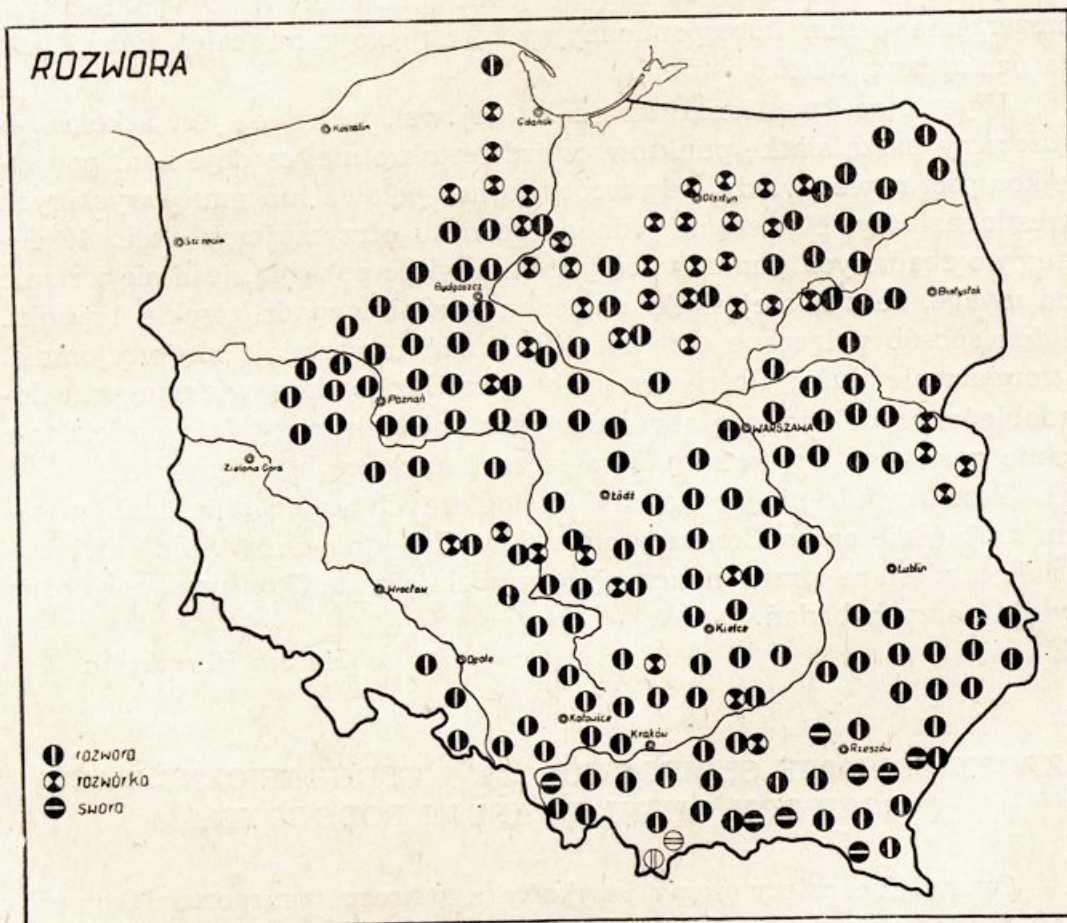 ROZWORA
Koszalin
Gdańsk
Olsztyn
Szczecin
Białystok
Bydgoszcz
Poznań
WARSZAWA
Zielona Góra
Łódź
Lublin
Wrocław
Kielce
Opole
Katowice
Kraków
Rzeszów
rozwora
rozwórka
swora